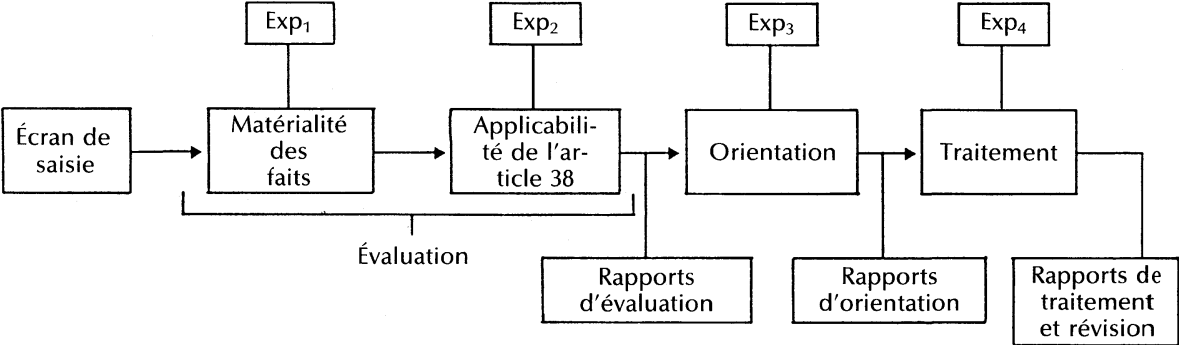 Exp₁
Exp₂
Exp₃
Exp₄
Écran de
saisie
Matérialité
des
faits
Applicabili-
té de l'ar-
ticle 38
Orientation
Traitement
Évaluation
Rapports
d'évaluation
Rapports
d'orientation
Rapports de
traitement
et révision